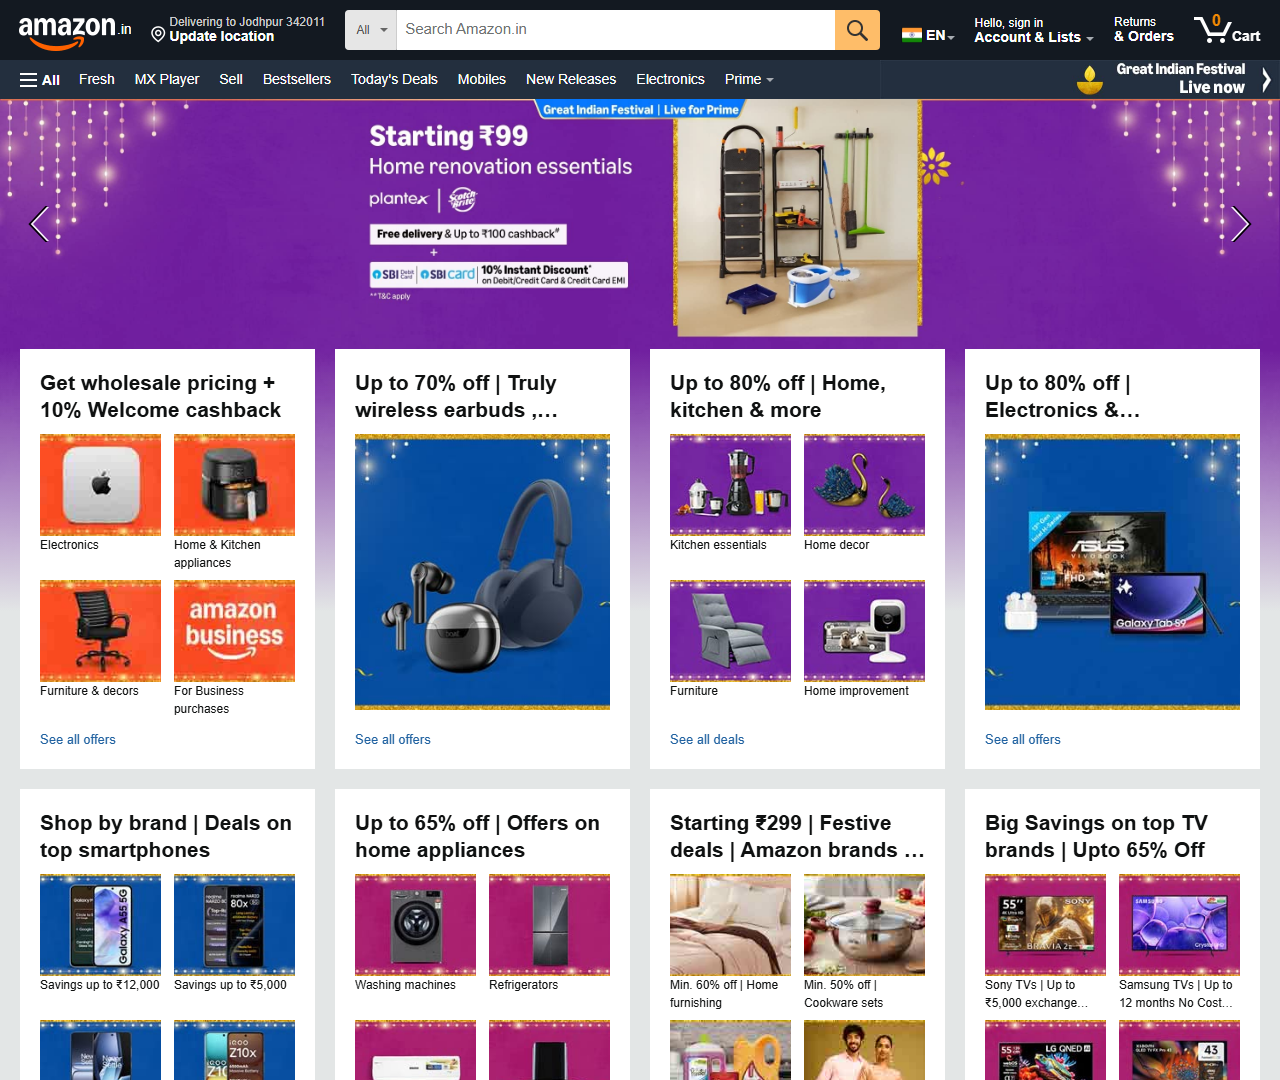 amazon.in
Delivering to Jodhpur 342011
Update location
All
Search Amazon.in
EN
Hello, sign in
Account & Lists
Returns
& Orders
0
Cart
All
Fresh
MX Player
Sell
Bestsellers
Today's Deals
Mobiles
New Releases
Electronics
Prime
Great Indian Festival
Live now
Great Indian Festival | Live for Prime
Starting ₹99
Home renovation essentials
plantex | Scotch Brite
Free delivery & Up to ₹100 cashback#
+
SBI Debit Card | SBI card | 10% Instant Discount*
on Debit/Credit Card & Credit Card EMI
**T&C apply
Get wholesale pricing +
10% Welcome cashback
Electronics
Home & Kitchen
appliances
amazon
business
Furniture & decors
For Business
purchases
See all offers
Up to 70% off | Truly
wireless earbuds ,…
See all offers
Up to 80% off | Home,
kitchen & more
Kitchen essentials
Home decor
Furniture
Home improvement
See all deals
Up to 80% off |
Electronics &…
ASUS
VIVOBOOK
FHD
Galaxy Tab S9
See all offers
Shop by brand | Deals on
top smartphones
Galaxy A55 5G
realme NARZO
80x
Savings up to ₹12,000
Savings up to ₹5,000
iQOO
Z10x
Up to 65% off | Offers on
home appliances
Washing machines
Refrigerators
Starting ₹299 | Festive
deals | Amazon brands …
Min. 60% off | Home
furnishing
Min. 50% off |
Cookware sets
Big Savings on top TV
brands | Upto 65% Off
55"
SONY
BRAVIA 2
SAMSUNG
Sony TVs | Up to
₹5,000 exchange…
Samsung TVs | Up to
12 months No Cost…
55
LG QNED
43